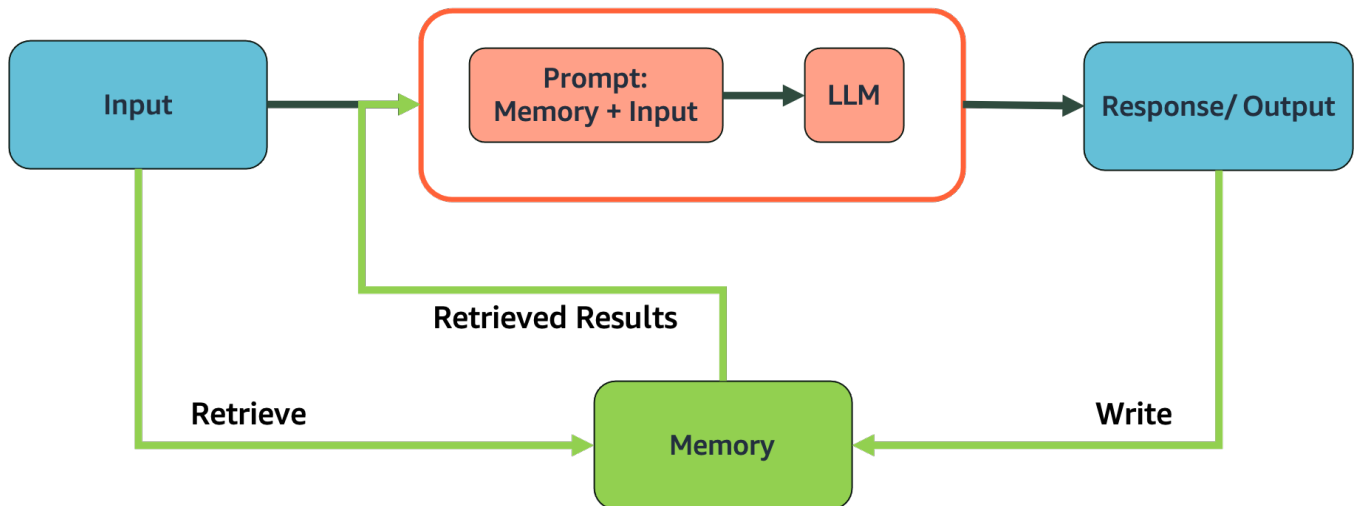 Input
Prompt:
Memory + Input
LLM
Response/ Output
Retrieved Results
Retrieve
Write
Memory